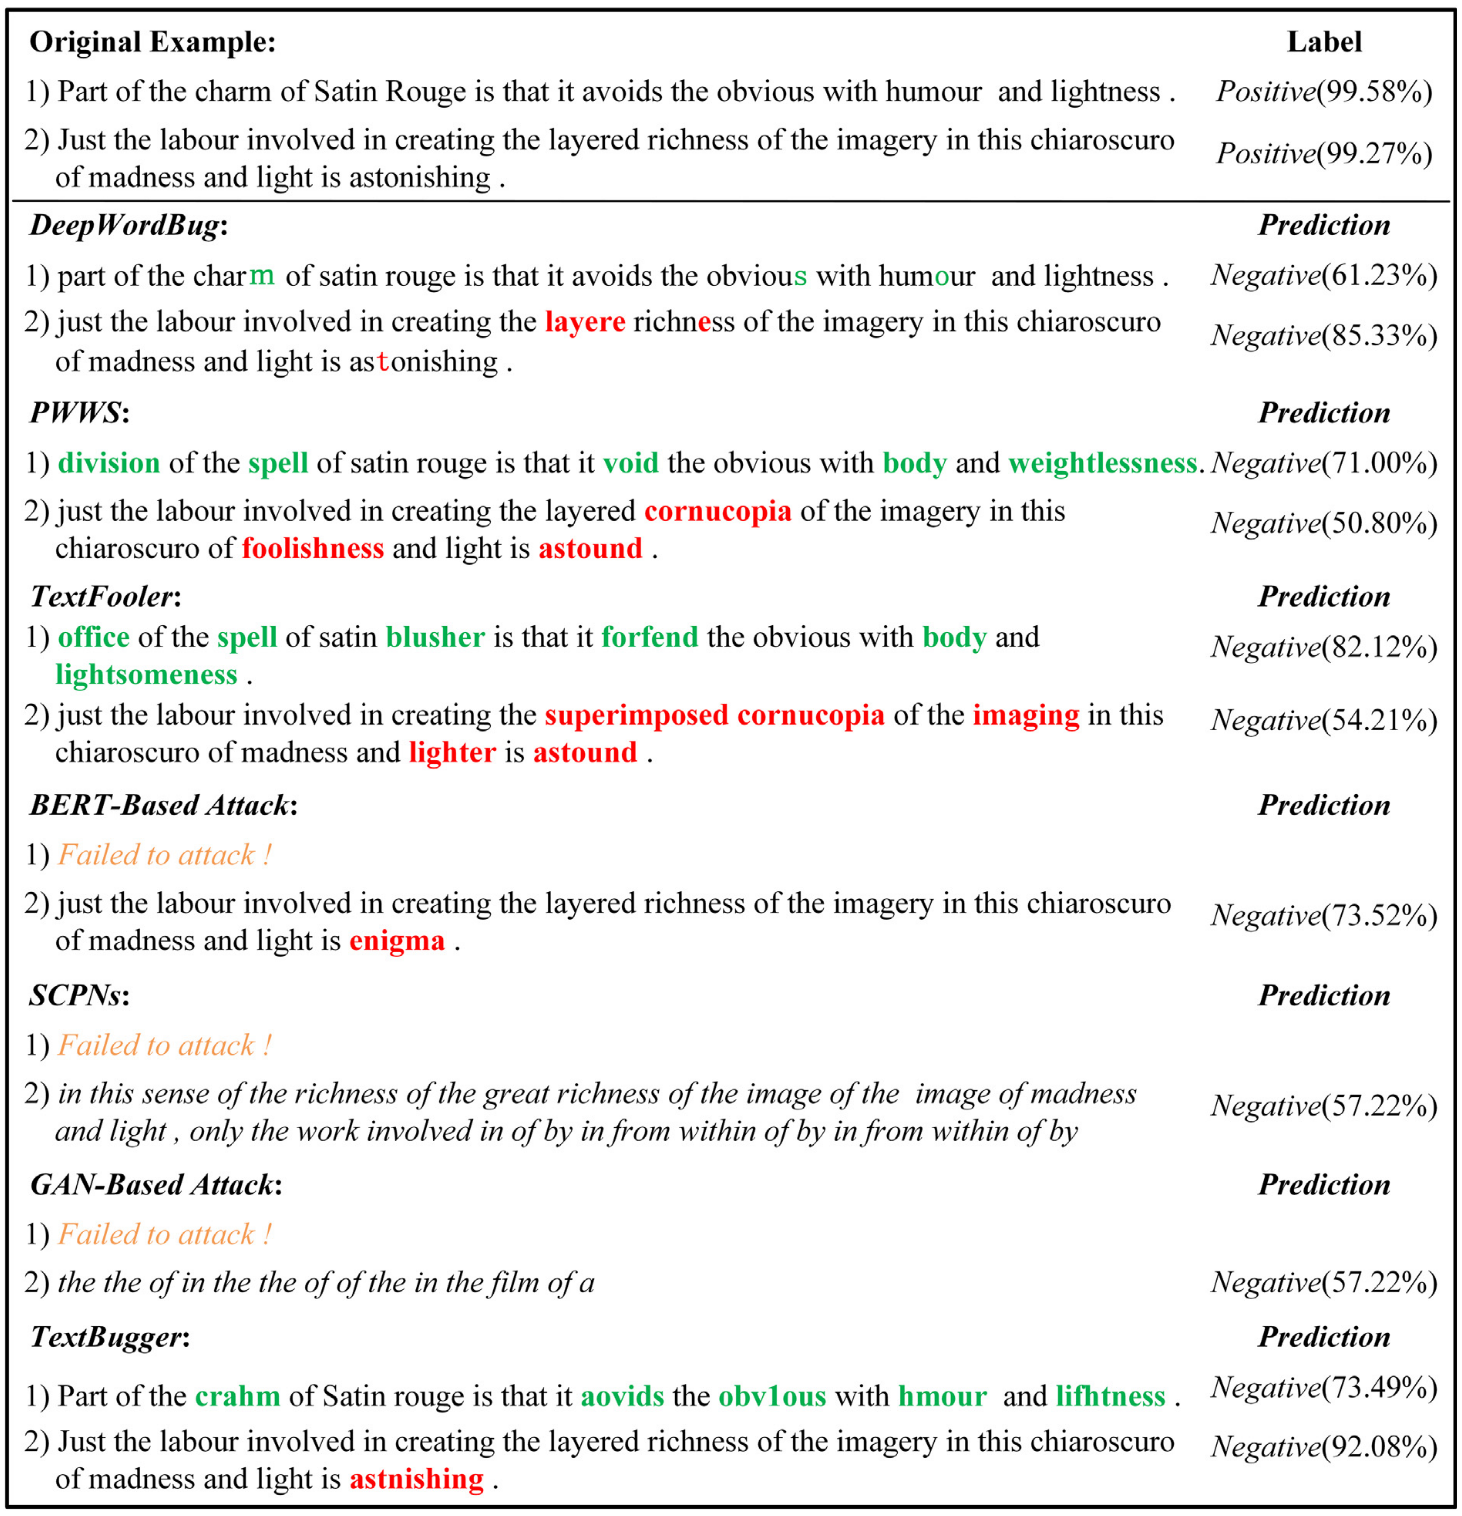 Original Example: Label
1) Part of the charm of Satin Rouge is that it avoids the obvious with humour and lightness . Positive(99.58%)
2) Just the labour involved in creating the layered richness of the imagery in this chiaroscuro
of madness and light is astonishing . Positive(99.27%)
DeepWordBug: Prediction
1) part of the charm of satin rouge is that it avoids the obvious with humour and lightness . Negative(61.23%)
2) just the labour involved in creating the layere richness of the imagery in this chiaroscuro
of madness and light is astonishing . Negative(85.33%)
PWWS: Prediction
1) division of the spell of satin rouge is that it void the obvious with body and weightlessness. Negative(71.00%)
2) just the labour involved in creating the layered cornucopia of the imagery in this
chiaroscuro of foolishness and light is astound . Negative(50.80%)
TextFooler: Prediction
1) office of the spell of satin blusher is that it forfend the obvious with body and
lightsomeness . Negative(82.12%)
2) just the labour involved in creating the superimposed cornucopia of the imaging in this
chiaroscuro of madness and lighter is astound . Negative(54.21%)
BERT-Based Attack: Prediction
1) Failed to attack !
2) just the labour involved in creating the layered richness of the imagery in this chiaroscuro
of madness and light is enigma . Negative(73.52%)
SCPNs: Prediction
1) Failed to attack !
2) in this sense of the richness of the great richness of the image of the image of madness
and light , only the work involved in of by in from within of by in from within of by Negative(57.22%)
GAN-Based Attack: Prediction
1) Failed to attack !
2) the the of in the the of of the in the film of a Negative(57.22%)
TextBugger: Prediction
1) Part of the crahm of Satin rouge is that it aovids the obv1ous with hmour and lifhtness . Negative(73.49%)
2) Just the labour involved in creating the layered richness of the imagery in this chiaroscuro
of madness and light is astnishing . Negative(92.08%)